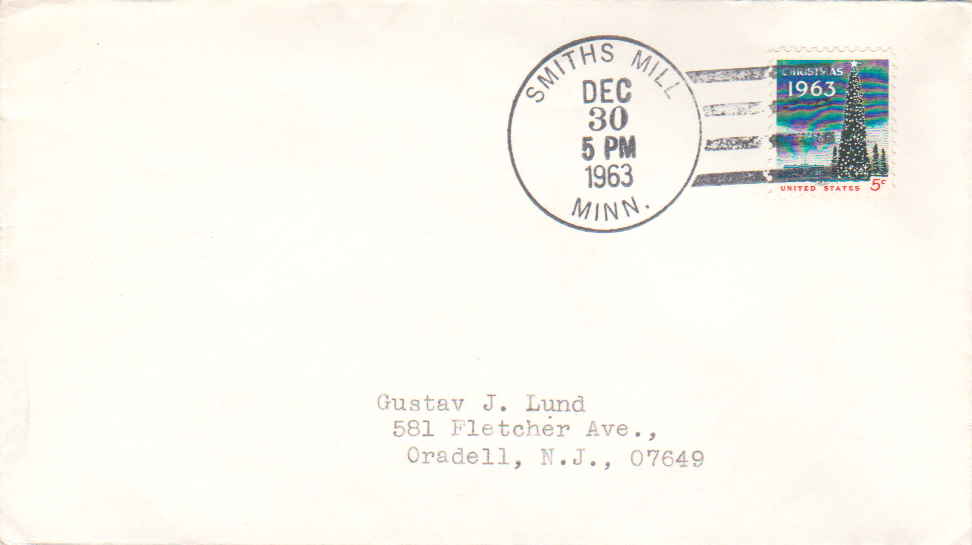 SMITHS MILL
DEC
30
5 PM
1963
MINN.
CHRISTMAS
1963
UNITED STATES 5c
Gustav J. Lund
581 Fletcher Ave.,
Oradell, N.J., 07649